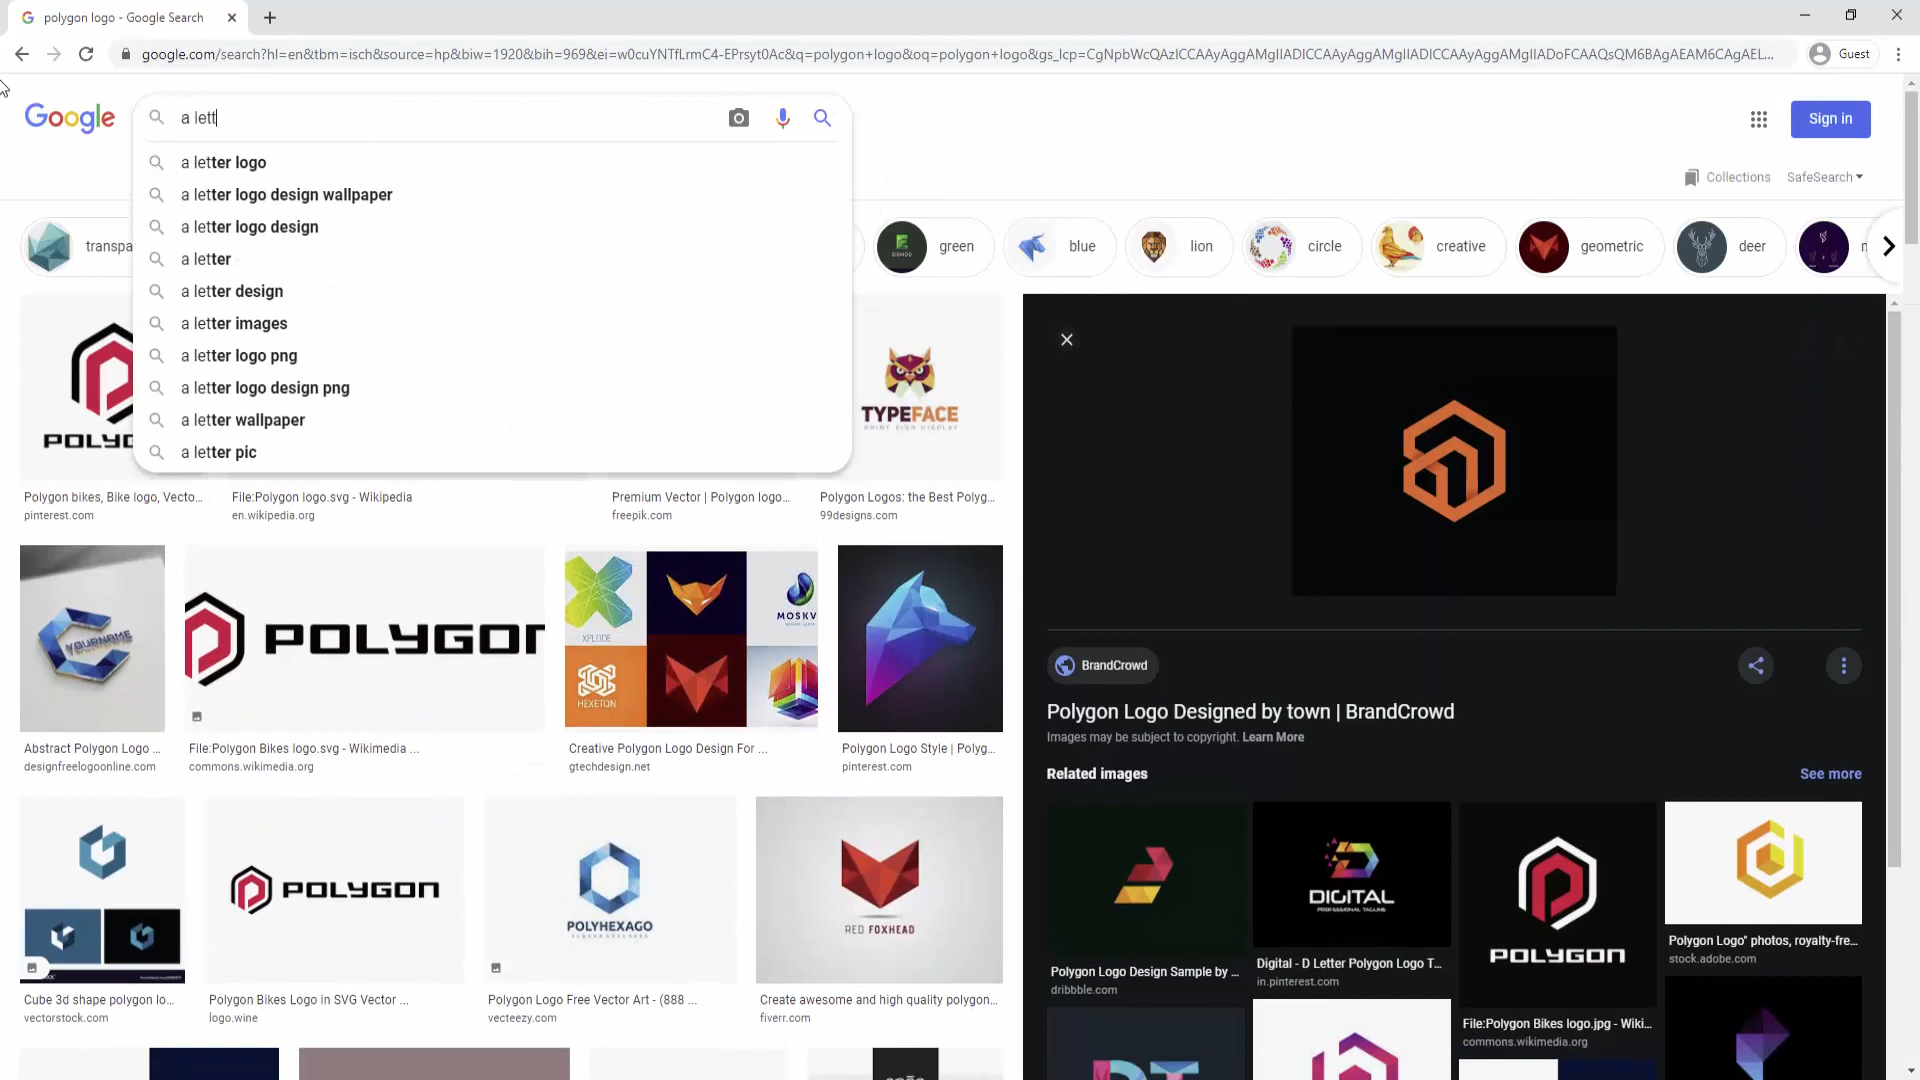 polygon logo - Google Search
google.com/search?hl=en&tbm=isch&source=hp&biw=1920&bih=969&ei=w0cuYNTfLrmC4-EPrsyt0Ac&q=polygon+logo&oq=polygon+logo&gs_lcp=CgNpbWcQAzICCAAyAggAMgIIADICCAAyAggAMgIIADICCAAyAggAMgIIADoFCAAQsQM6BAgAEAM6CAgAEL...
Guest
Google
a lett
Sign in
a letter logo
a letter logo design wallpaper
a letter logo design
a letter
a letter design
a letter images
a letter logo png
a letter logo design png
a letter wallpaper
a letter pic
Collections
SafeSearch
transpa
green
blue
lion
circle
creative
geometric
deer
TYPEFACE
PRINT SIGN DISPLAY
Polygon bikes, Bike logo, Vecto...
pinterest.com
File:Polygon logo.svg - Wikipedia
en.wikipedia.org
Premium Vector | Polygon logo...
freepik.com
Polygon Logos: the Best Polyg...
99designs.com
YOURNAME
POLYGON
XPLODE
MOSKV
HEXETON
Abstract Polygon Logo ...
designfreelogoonline.com
File:Polygon Bikes logo.svg - Wikimedia ...
commons.wikimedia.org
Creative Polygon Logo Design For ...
gtechdesign.net
Polygon Logo Style | Polyg...
pinterest.com
POLYGON
POLYHEXAGO
RED FOXHEAD
Cube 3d shape polygon lo...
vectorstock.com
Polygon Bikes Logo in SVG Vector ...
logo.wine
Polygon Logo Free Vector Art - (888 ...
vecteezy.com
Create awesome and high quality polygon...
fiverr.com
BrandCrowd
Polygon Logo Designed by town | BrandCrowd
Images may be subject to copyright. Learn More
Related images
See more
DIGITAL
POLYGON
Polygon Logo Design Sample by ...
dribbble.com
Digital - D Letter Polygon Logo T...
in.pinterest.com
File:Polygon Bikes logo.jpg - Wiki...
commons.wikimedia.org
Polygon Logo" photos, royalty-fre...
stock.adobe.com